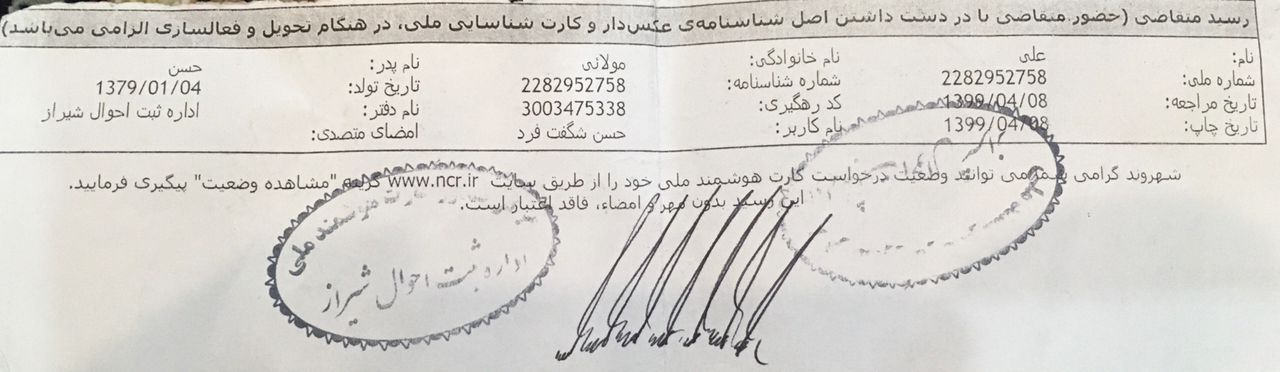 رسید متقاضی (حضور متقاضی با در دست داشتن اصل شناسنامه‌ی عکس‌دار و کارت شناسایی ملی، در هنگام تحویل و فعالسازی الزامی می‌باشد)
نام: علی نام خانوادگی: مولائی نام پدر: حسن
شماره ملی: 2282952758 شماره شناسنامه: 2282952758 تاریخ تولد: 1379/01/04
تاریخ مراجعه: 1399/04/08 کد رهگیری: 3003475338 نام دفتر: اداره ثبت احوال شیراز
تاریخ چاپ: 1399/04/08 نام کاربر: حسن شگفت فرد امضای متصدی:
شهروند گرامی شما می توانید وضعیت درخواست کارت هوشمند ملی خود را از طریق سایت www.ncr.ir گزینه "مشاهده وضعیت" پیگیری فرمایید.
این رسید بدون مهر و امضاء، فاقد اعتبار است.
کارت هوشمند ملی
اداره ثبت احوال شیراز